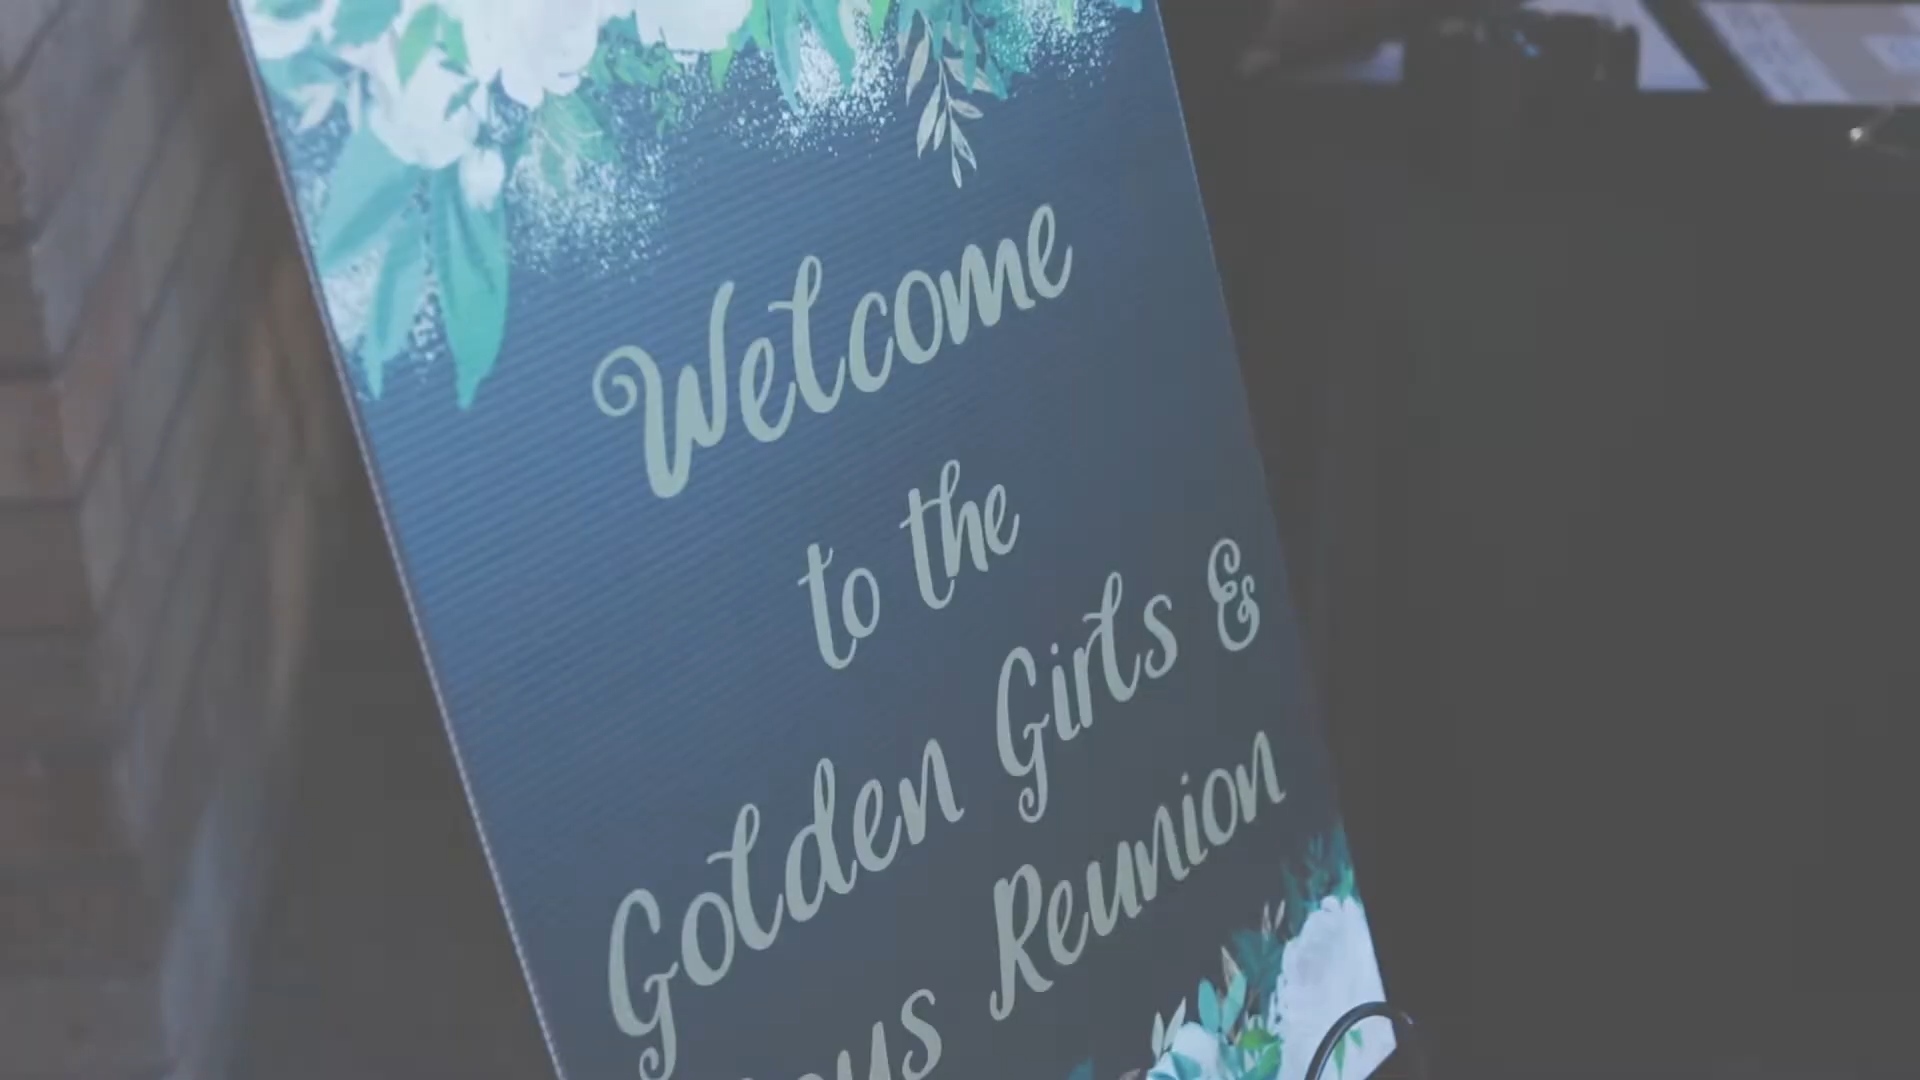 Welcome
to the
Golden Girls &
Reunion